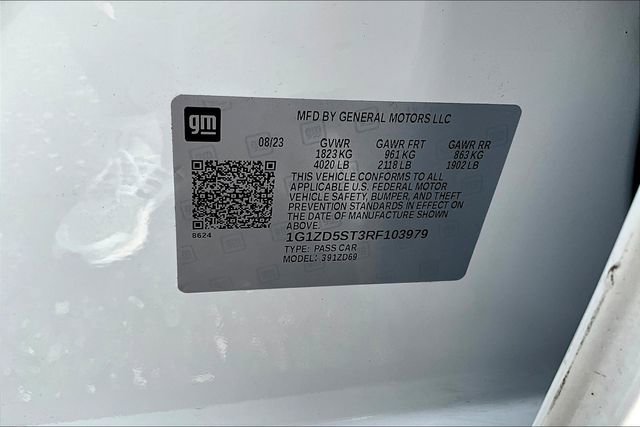 gm
MFD BY GENERAL MOTORS LLC
08/23 GVWR GAWR FRT GAWR RR
1823 KG 961 KG 863 KG
4020 LB 2118 LB 1902 LB
THIS VEHICLE CONFORMS TO ALL
APPLICABLE U.S. FEDERAL MOTOR
VEHICLE SAFETY, BUMPER, AND THEFT
PREVENTION STANDARDS IN EFFECT ON
THE DATE OF MANUFACTURE SHOWN
ABOVE.
8624
1G1ZD5ST3RF103979
TYPE: PASS CAR
MODEL: 391ZD69